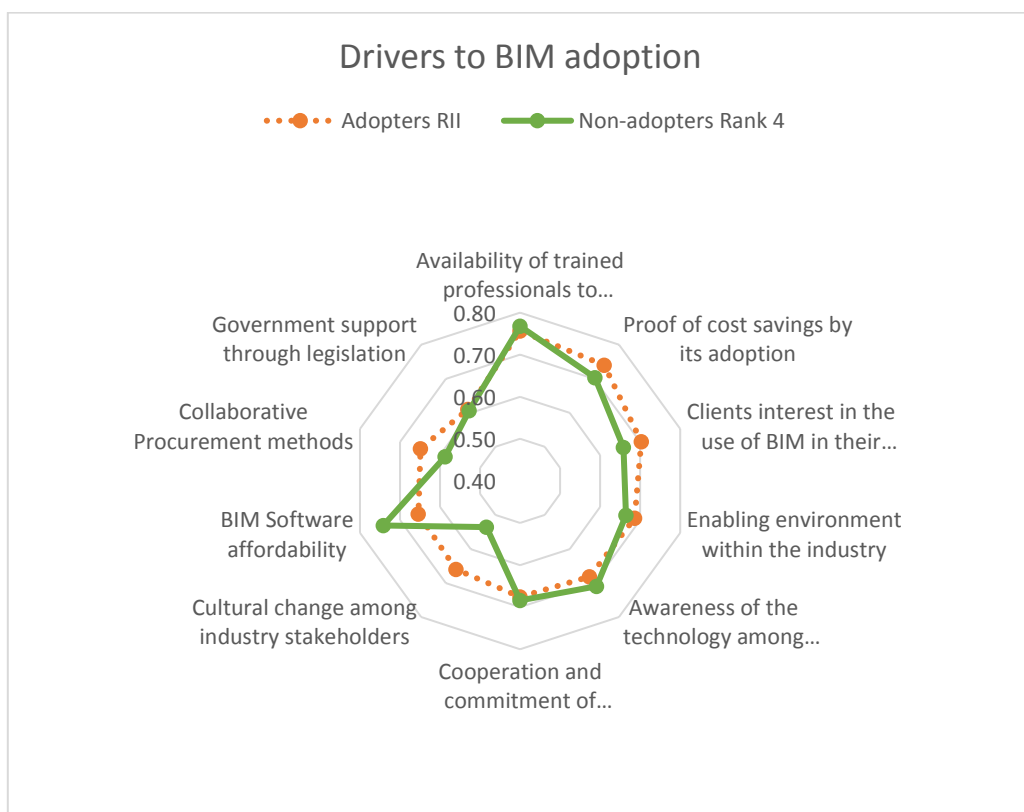 Drivers to BIM adoption
Adopters RII
Non-adopters Rank 4
Availability of trained
professionals to…
Proof of cost savings by
its adoption
Clients interest in the
use of BIM in their…
Enabling environment
within the industry
Awareness of the
technology among…
Cooperation and
commitment of…
Cultural change among
industry stakeholders
BIM Software
affordability
Collaborative
Procurement methods
Government support
through legislation
0.80
0.70
0.60
0.50
0.40